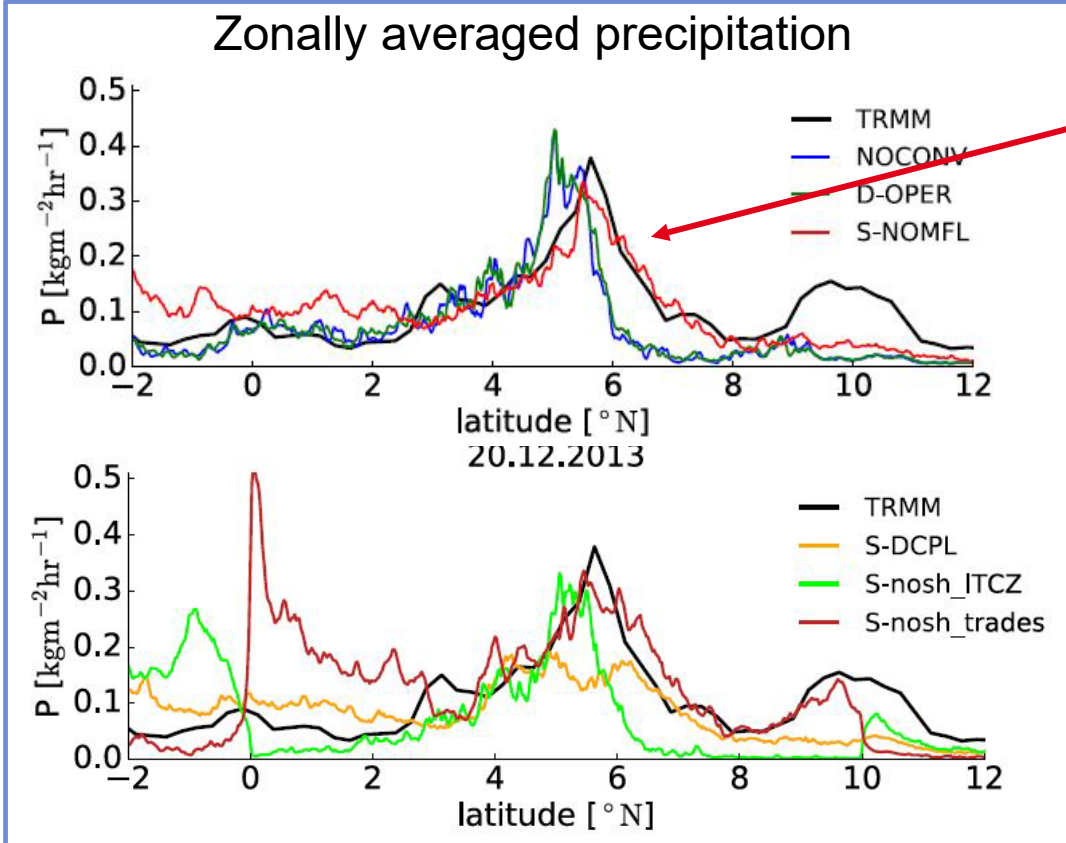 Zonally averaged precipitation
0.5
0.4
0.3
0.2
0.1
0.0
P [kgm⁻²hr⁻¹]
TRMM
NOCONV
D-OPER
S-NOMFL
−2 0 2 4 6 8 10 12
latitude [°N]
20.12.2013
0.5
0.4
0.3
0.2
0.1
0.0
P [kgm⁻²hr⁻¹]
TRMM
S-DCPL
S-nosh_ITCZ
S-nosh_trades
−2 0 2 4 6 8 10 12
latitude [°N]